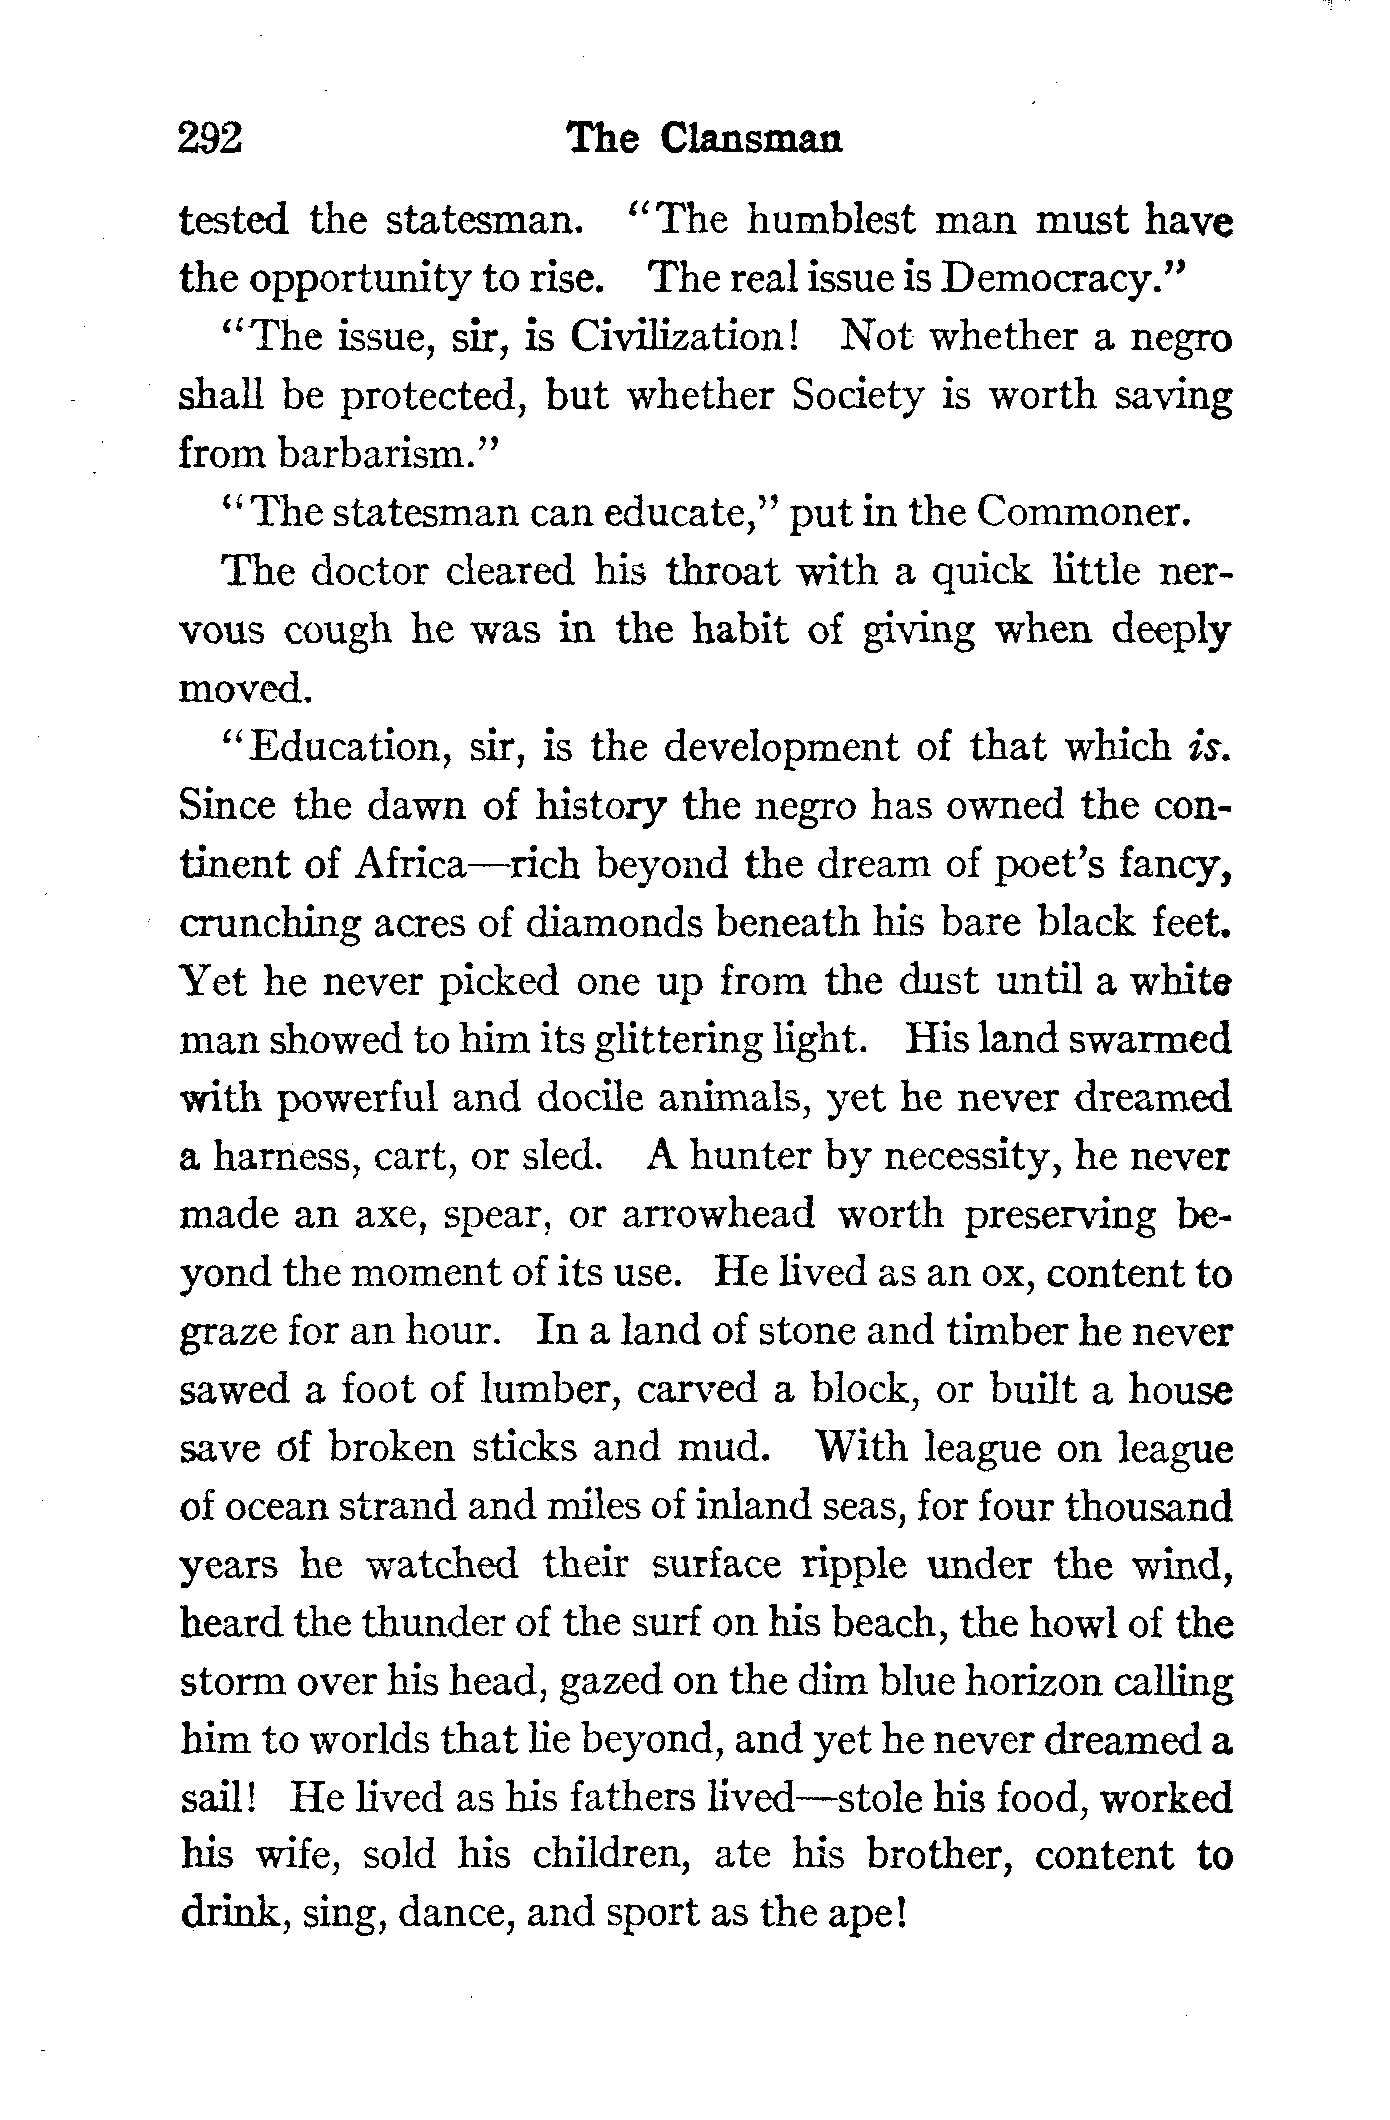 292 The Clansman
tested the statesman. "The humblest man must have
the opportunity to rise. The real issue is Democracy."
"The issue, sir, is Civilization! Not whether a negro
shall be protected, but whether Society is worth saving
from barbarism."
"The statesman can educate," put in the Commoner.
The doctor cleared his throat with a quick little ner-
vous cough he was in the habit of giving when deeply
moved.
"Education, sir, is the development of that which is.
Since the dawn of history the negro has owned the con-
tinent of Africa—rich beyond the dream of poet's fancy,
crunching acres of diamonds beneath his bare black feet.
Yet he never picked one up from the dust until a white
man showed to him its glittering light. His land swarmed
with powerful and docile animals, yet he never dreamed
a harness, cart, or sled. A hunter by necessity, he never
made an axe, spear, or arrowhead worth preserving be-
yond the moment of its use. He lived as an ox, content to
graze for an hour. In a land of stone and timber he never
sawed a foot of lumber, carved a block, or built a house
save of broken sticks and mud. With league on league
of ocean strand and miles of inland seas, for four thousand
years he watched their surface ripple under the wind,
heard the thunder of the surf on his beach, the howl of the
storm over his head, gazed on the dim blue horizon calling
him to worlds that lie beyond, and yet he never dreamed a
sail! He lived as his fathers lived—stole his food, worked
his wife, sold his children, ate his brother, content to
drink, sing, dance, and sport as the ape!